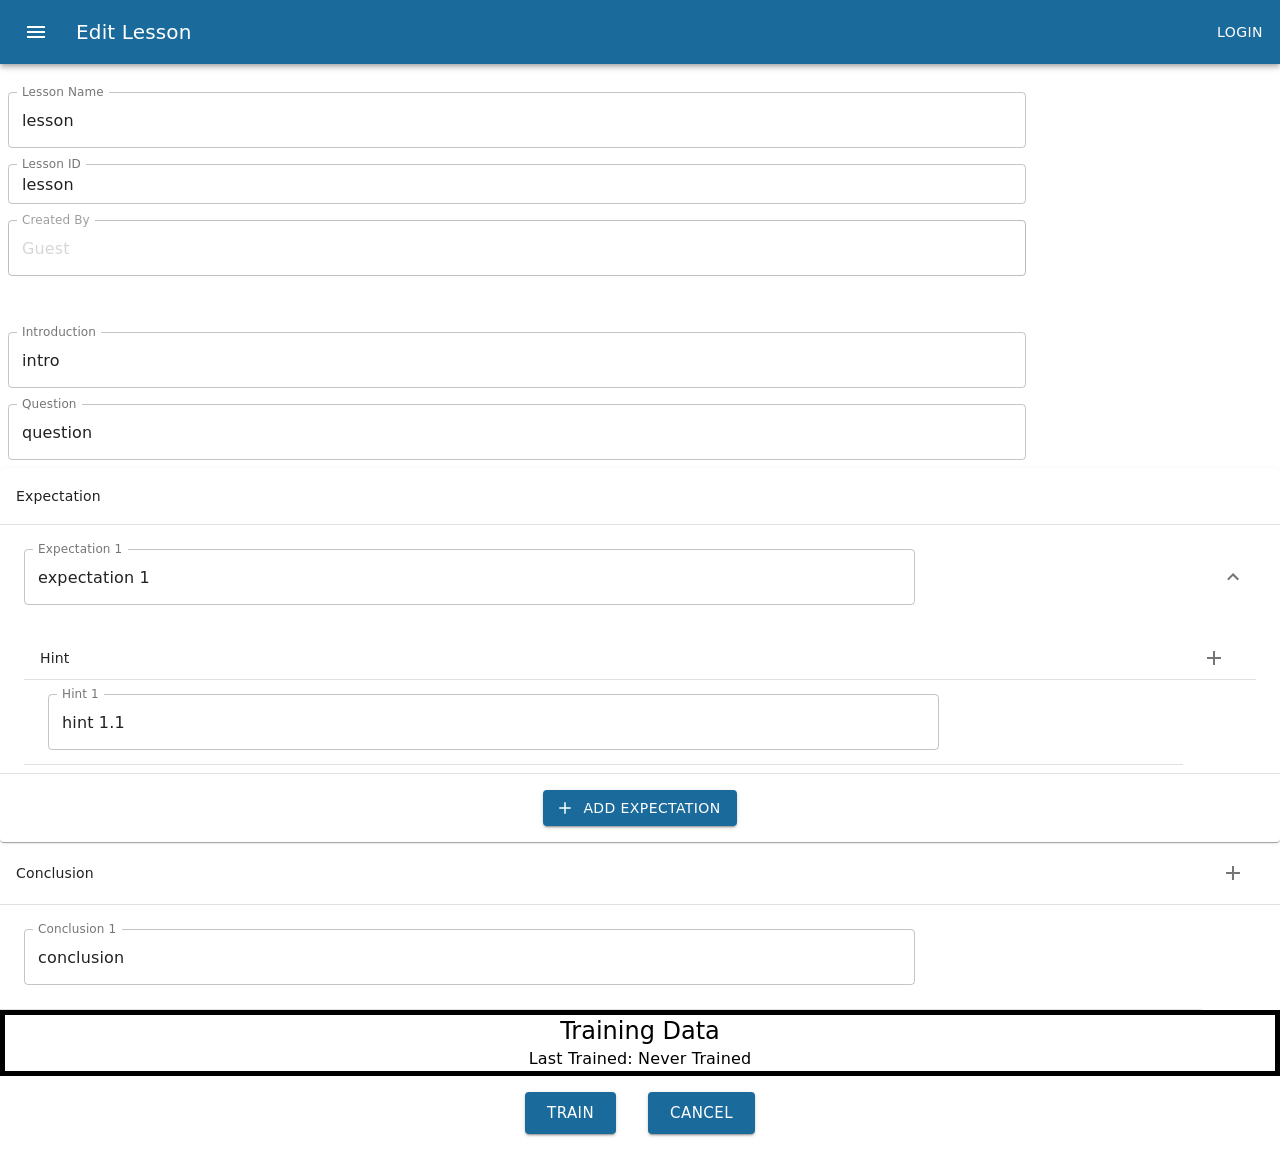 Edit Lesson
LOGIN
Lesson Name
lesson
Lesson ID
lesson
Created By
Guest
Introduction
intro
Question
question
Expectation
Expectation 1
expectation 1
Hint
Hint 1
hint 1.1
ADD EXPECTATION
Conclusion
Conclusion 1
conclusion
Training Data
Last Trained: Never Trained
TRAIN
CANCEL